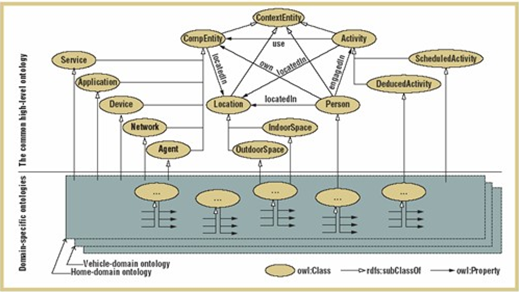 ContextEntity
CompEntity
Activity
use
Service
ScheduledActivity
own
locatedIn
locatedIn
engagedIn
Application
DeducedActivity
Device
Location
locatedIn
Person
Network
IndoorSpace
Agent
OutdoorSpace
The common high-level ontology
Domain-specific ontologies
...
...
...
...
...
Vehicle-domain ontology
Home-domain ontology
owl:Class
rdfs:subClassOf
owl:Property